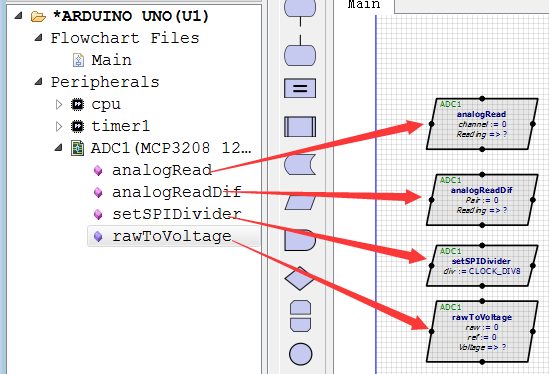 *ARDUINO UNO(U1)
Flowchart Files
Main
Peripherals
cpu
timer1
ADC1(MCP3208 12...
analogRead
analogReadDif
setSPIDivider
rawToVoltage
Main
ADC1
analogRead
channel := 0
Reading => ?
ADC1
analogReadDif
Pair := 0
Reading => ?
ADC1
setSPIDivider
div := CLOCK_DIV8
ADC1
rawToVoltage
raw := 0
ref := 0
Voltage => ?